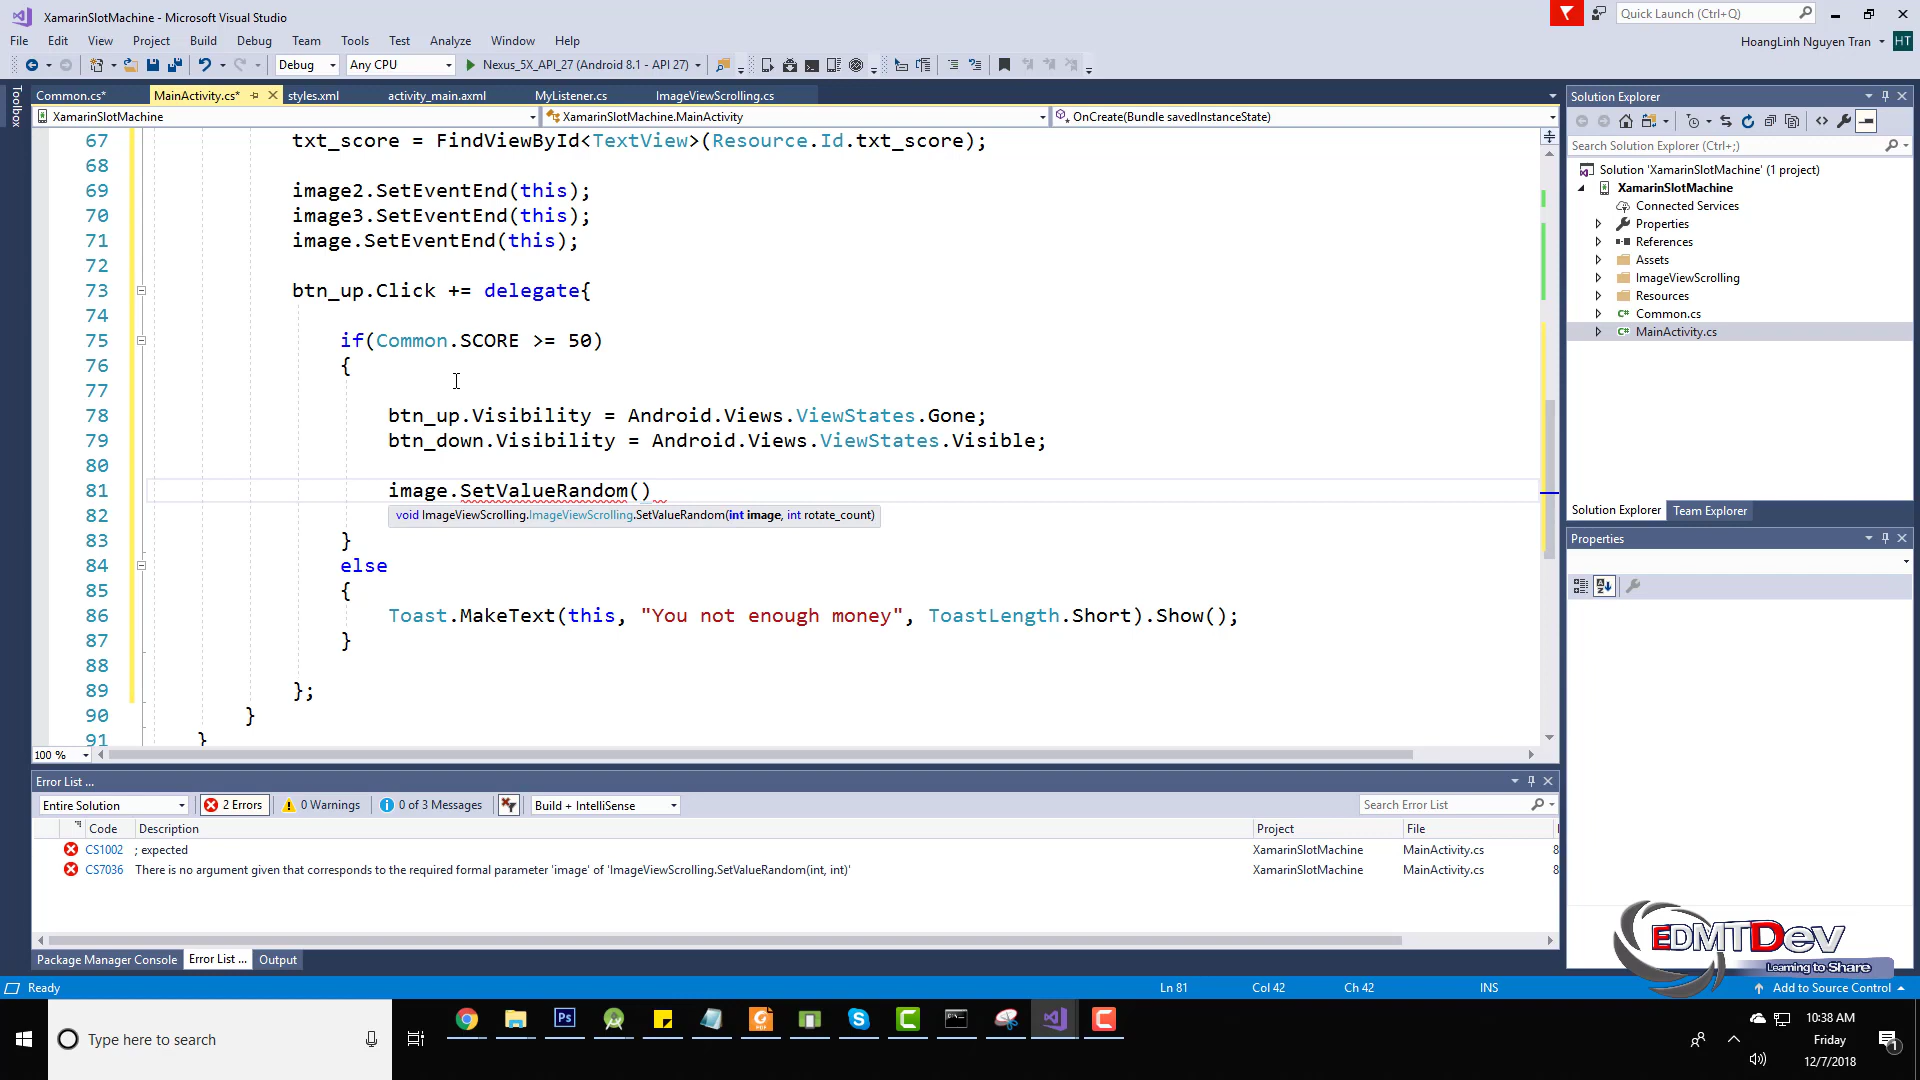 XamarinSlotMachine - Microsoft Visual Studio
Quick Launch (Ctrl+Q)
File Edit View Project Build Debug Team Tools Test Analyze Window Help
HoangLinh Nguyen Tran HT
Debug Any CPU Nexus_5X_API_27 (Android 8.1 - API 27)
Toolbox
Common.cs* MainActivity.cs* styles.xml activity_main.axml MyListener.cs ImageViewScrolling.cs
XamarinSlotMachine XamarinSlotMachine.MainActivity OnCreate(Bundle savedInstanceState)
67 txt_score = FindViewById<TextView>(Resource.Id.txt_score);
68
69 image2.SetEventEnd(this);
70 image3.SetEventEnd(this);
71 image.SetEventEnd(this);
72
73 btn_up.Click += delegate{
74
75 if(Common.SCORE >= 50)
76 {
77
78 btn_up.Visibility = Android.Views.ViewStates.Gone;
79 btn_down.Visibility = Android.Views.ViewStates.Visible;
80
81 image.SetValueRandom()
82 void ImageViewScrolling.ImageViewScrolling.SetValueRandom(int image, int rotate_count)
83 }
84 else
85 {
86 Toast.MakeText(this, "You not enough money", ToastLength.Short).Show();
87 }
88
89 };
90 }
91 }
100 %
Solution Explorer
Search Solution Explorer (Ctrl+;)
Solution 'XamarinSlotMachine' (1 project)
XamarinSlotMachine
Connected Services
Properties
References
Assets
ImageViewScrolling
Resources
C# Common.cs
C# MainActivity.cs
Solution Explorer Team Explorer
Properties
Error List ...
Entire Solution 2 Errors 0 Warnings 0 of 3 Messages Build + IntelliSense Search Error List
Code Description Project File
CS1002 ; expected XamarinSlotMachine MainActivity.cs 8
CS7036 There is no argument given that corresponds to the required formal parameter 'image' of 'ImageViewScrolling.SetValueRandom(int, int)' XamarinSlotMachine MainActivity.cs 8
Package Manager Console Error List ... Output
EDMTDev
Learning to Share
Ready Ln 81 Col 42 Ch 42 INS Add to Source Control
Type here to search
10:38 AM
Friday
12/7/2018
1